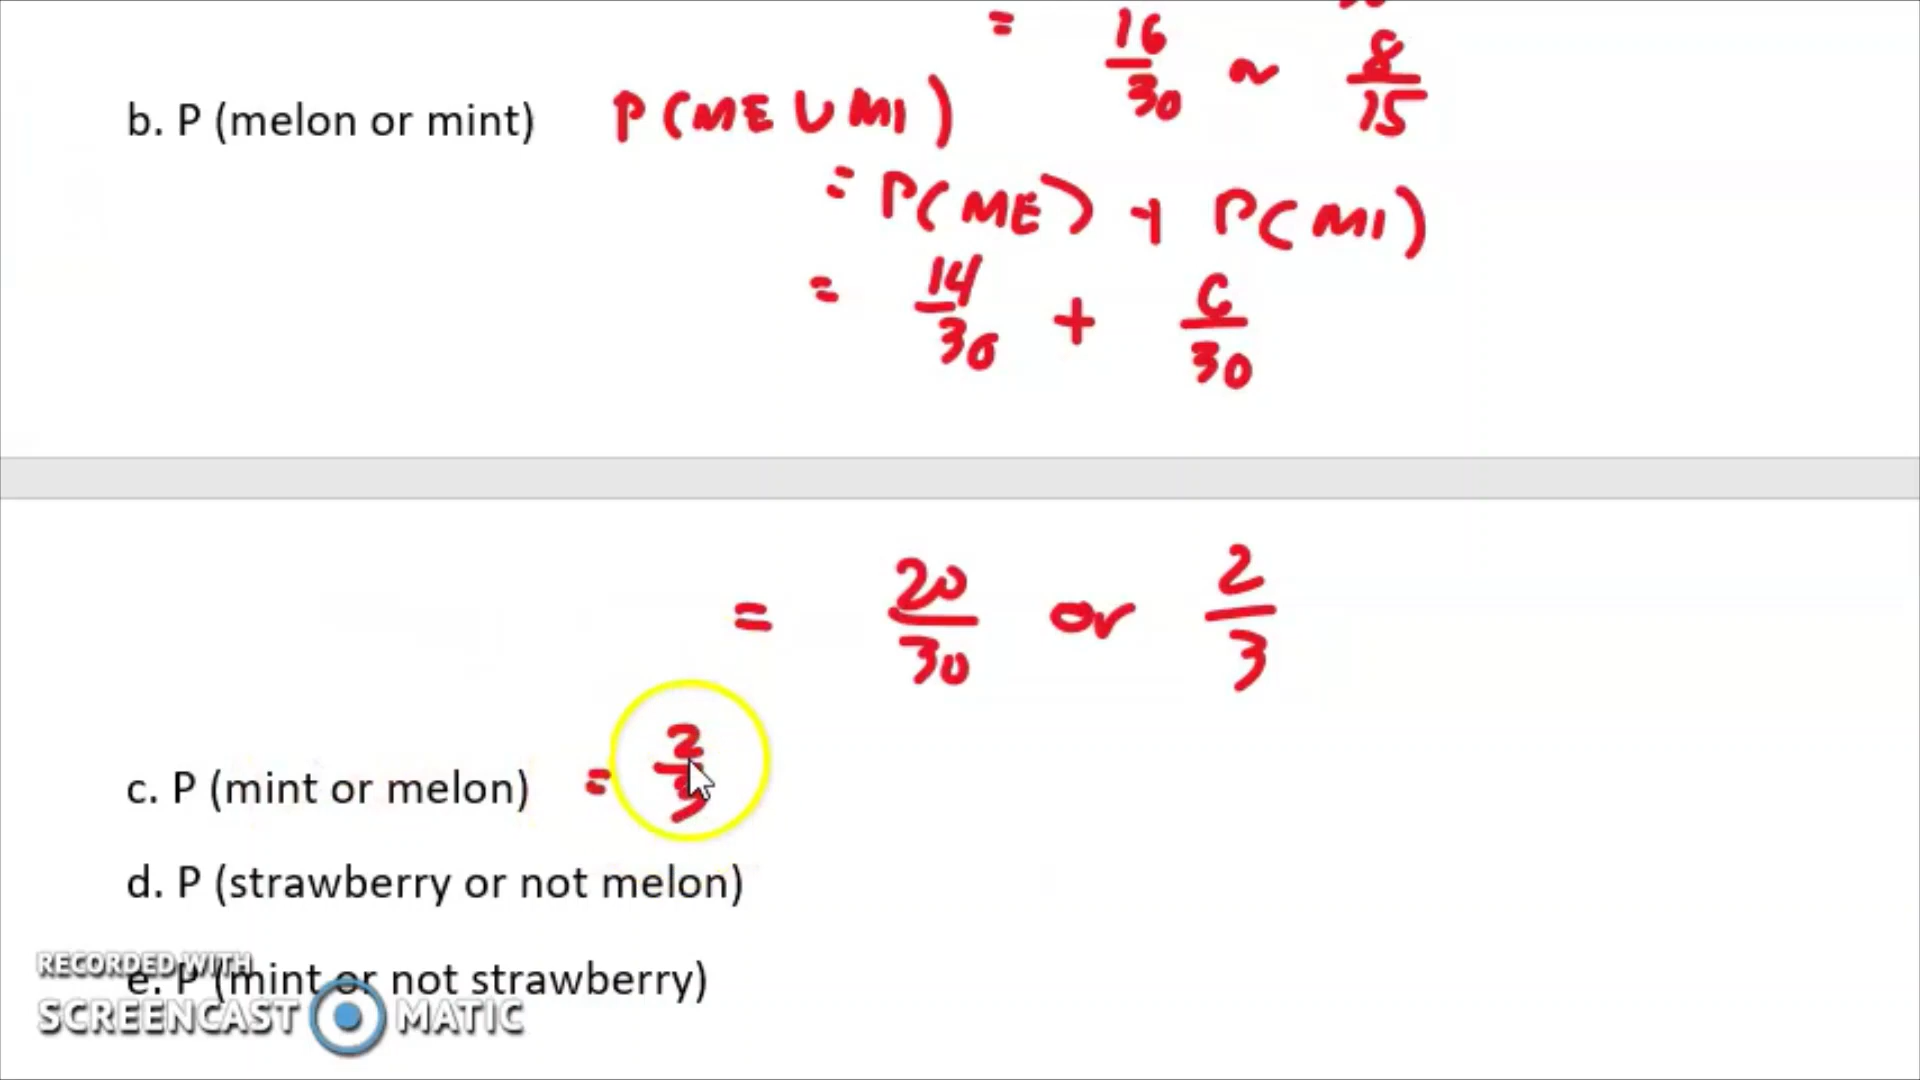 = 16/30 or 8/15
b. P (melon or mint) P(ME ∪ MI)
= P(ME) + P(MI)
= 14/30 + 6/30
= 20/30 or 2/3
c. P (mint or melon) = 2/3
d. P (strawberry or not melon)
e. P (mint or not strawberry)
RECORDED WITH
SCREENCAST MATIC